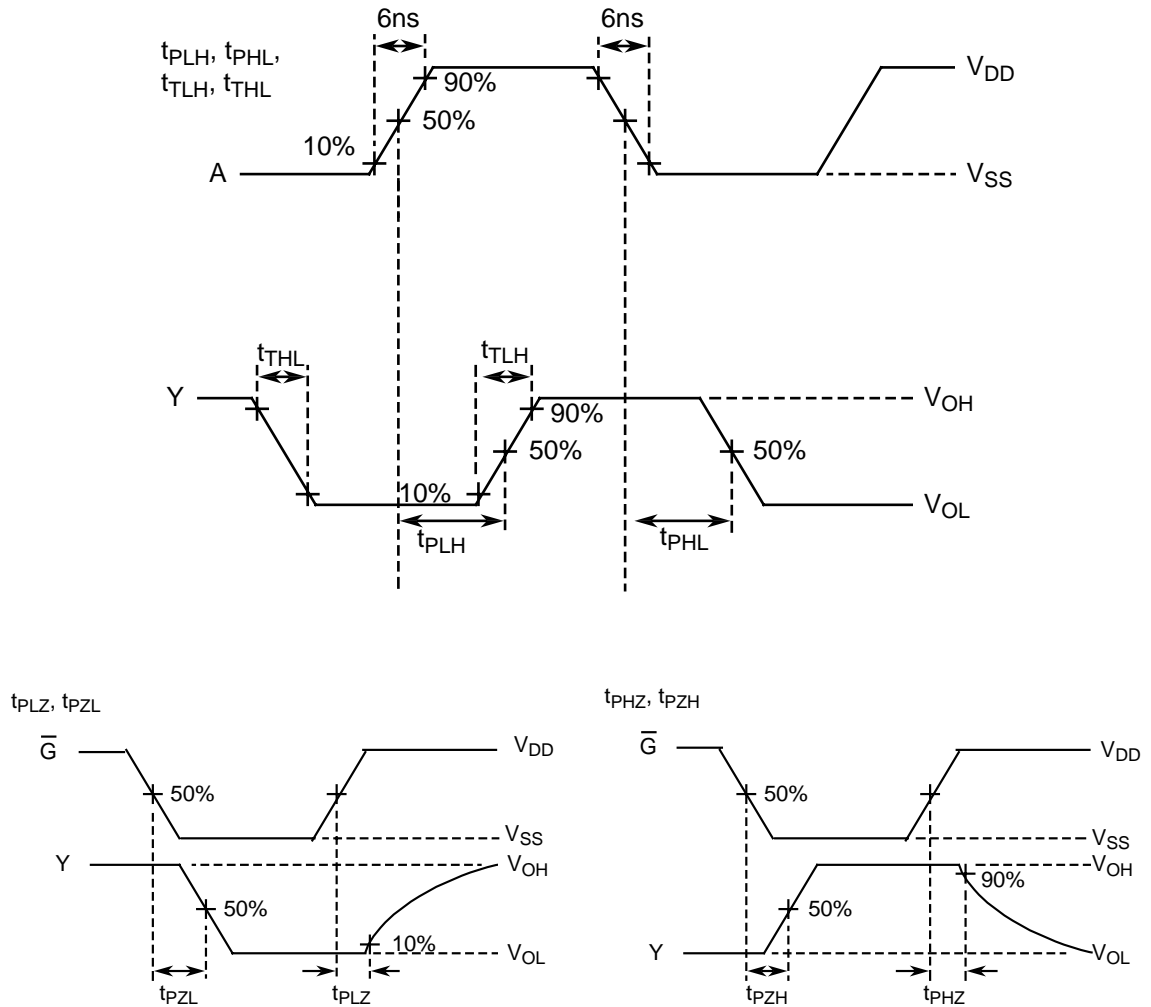 6ns
6ns
tPLH, tPHL,
tTLH, tTHL
VDD
90%
50%
10%
A
VSS
tTHL
tTLH
Y
VOH
90%
50%
50%
10%
VOL
tPLH
tPHL
tPLZ, tPZL
G̅
VDD
50%
VSS
Y
VOH
50%
10%
VOL
tPZL
tPLZ
tPHZ, tPZH
G̅
VDD
50%
VSS
VOH
90%
50%
Y
VOL
tPZH
tPHZ